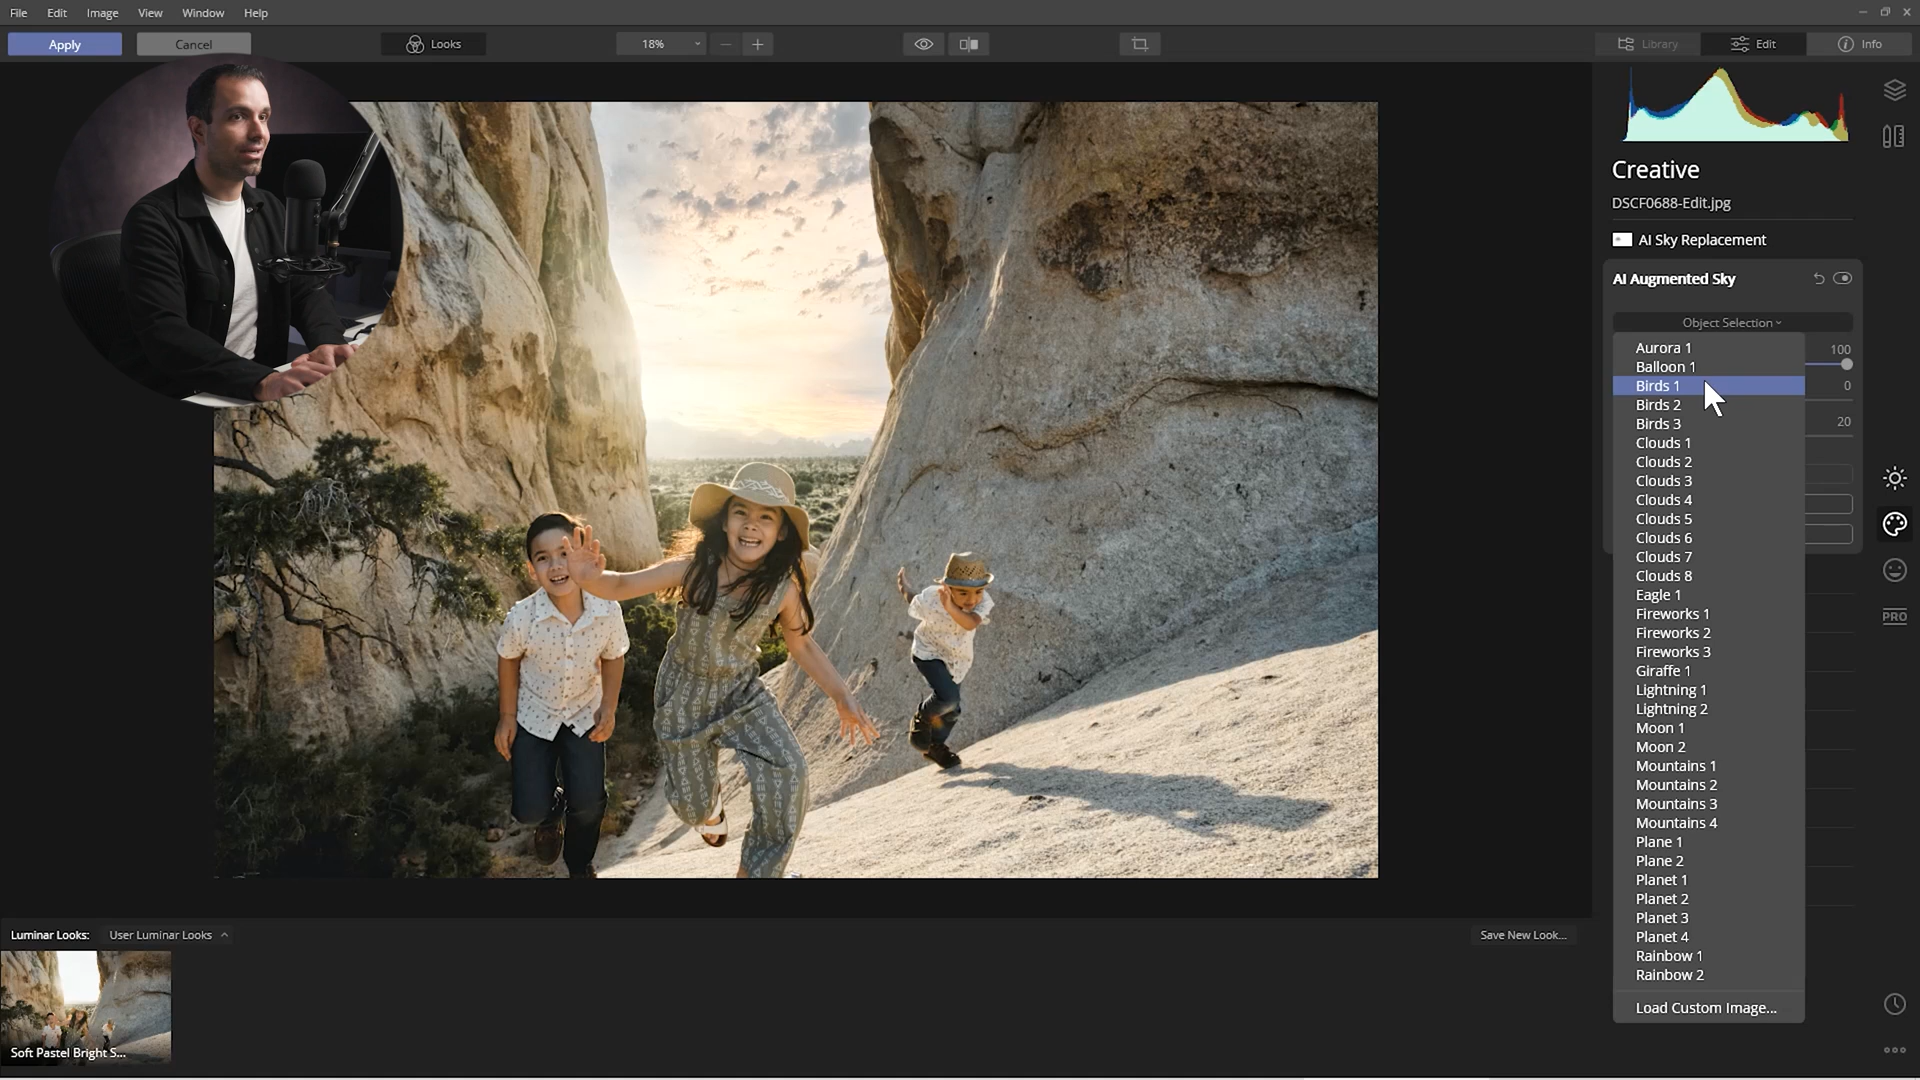 File Edit Image View Window Help
Apply Cancel Looks 18% Library Edit Info
Creative
DSCF0688-Edit.jpg
AI Sky Replacement
AI Augmented Sky
Object Selection
Aurora 1
100
Balloon 1
Birds 1
0
Birds 2
Birds 3
20
Clouds 1
Clouds 2
Clouds 3
Clouds 4
Clouds 5
Clouds 6
Clouds 7
Clouds 8
Eagle 1
Fireworks 1
PRO
Fireworks 2
Fireworks 3
Giraffe 1
Lightning 1
Lightning 2
Moon 1
Moon 2
Mountains 1
Mountains 2
Mountains 3
Mountains 4
Plane 1
Plane 2
Planet 1
Planet 2
Planet 3
Planet 4
Rainbow 1
Rainbow 2
Load Custom Image...
Luminar Looks: User Luminar Looks Save New Look...
Soft Pastel Bright S...